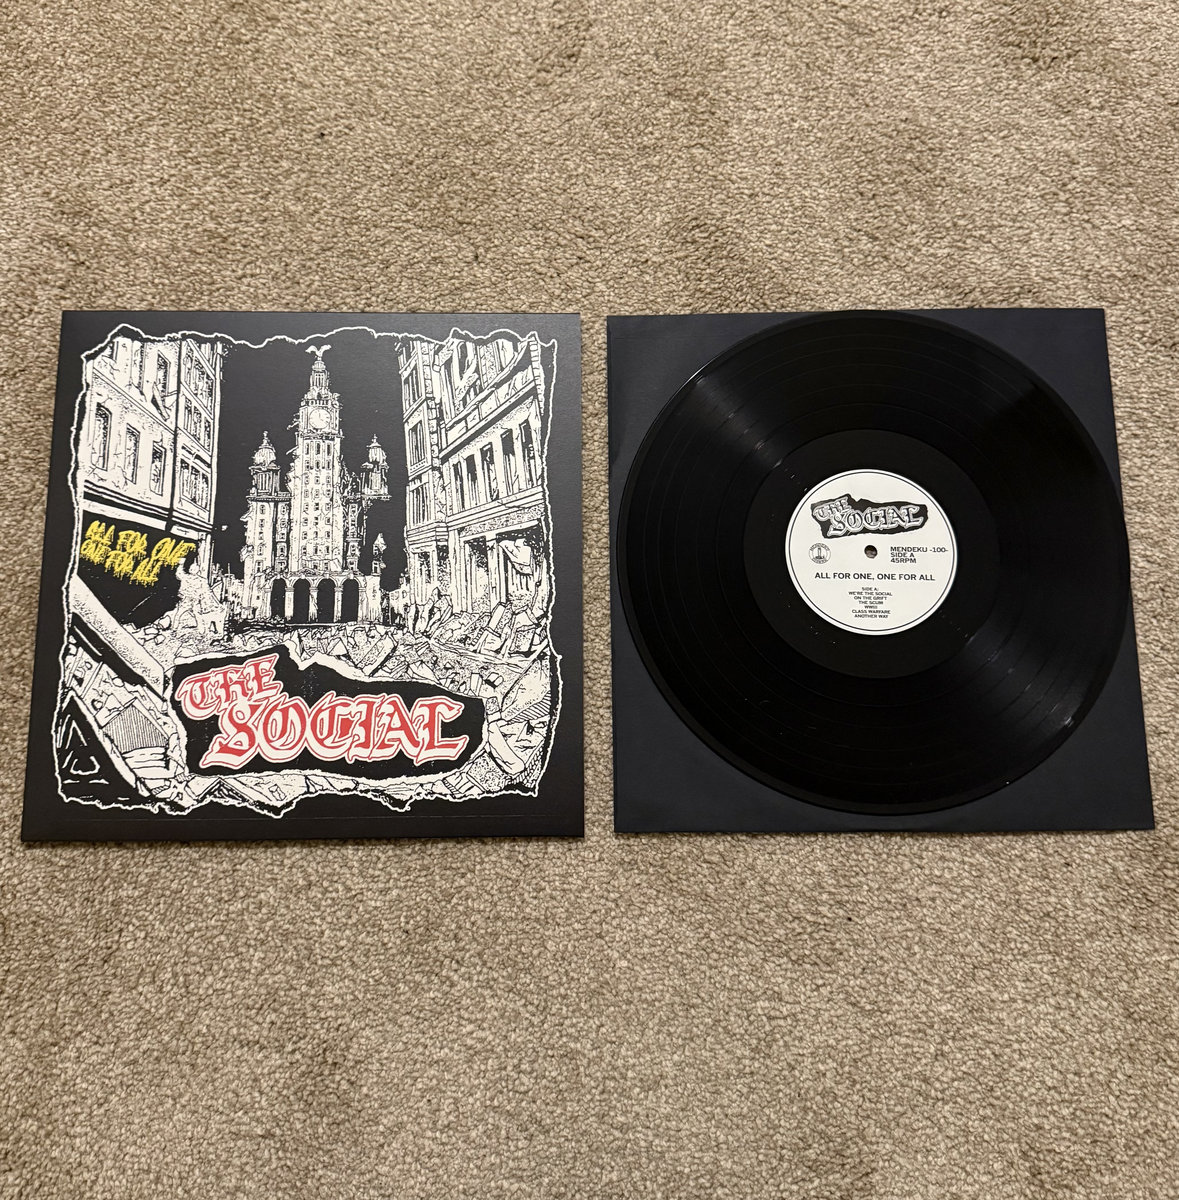 ALL FOR ONE
ONE FOR ALL
THE
SOCIAL
THE
SOCIAL
MENDEKU -100-
SIDE A
45RPM
ALL FOR ONE, ONE FOR ALL
SIDE A:
WE'RE THE SOCIAL
ON THE GRIFT
THE SCUM
WWIII
CLASS WARFARE
ANOTHER WAY